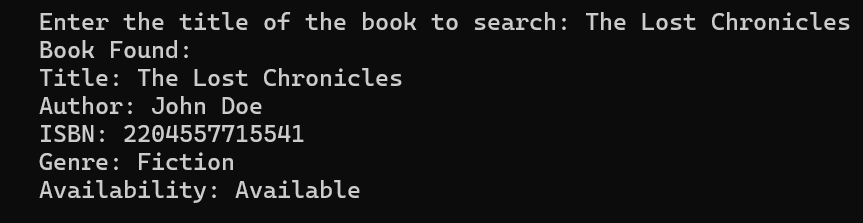 Enter the title of the book to search: The Lost Chronicles
Book Found:
Title: The Lost Chronicles
Author: John Doe
ISBN: 2204557715541
Genre: Fiction
Availability: Available